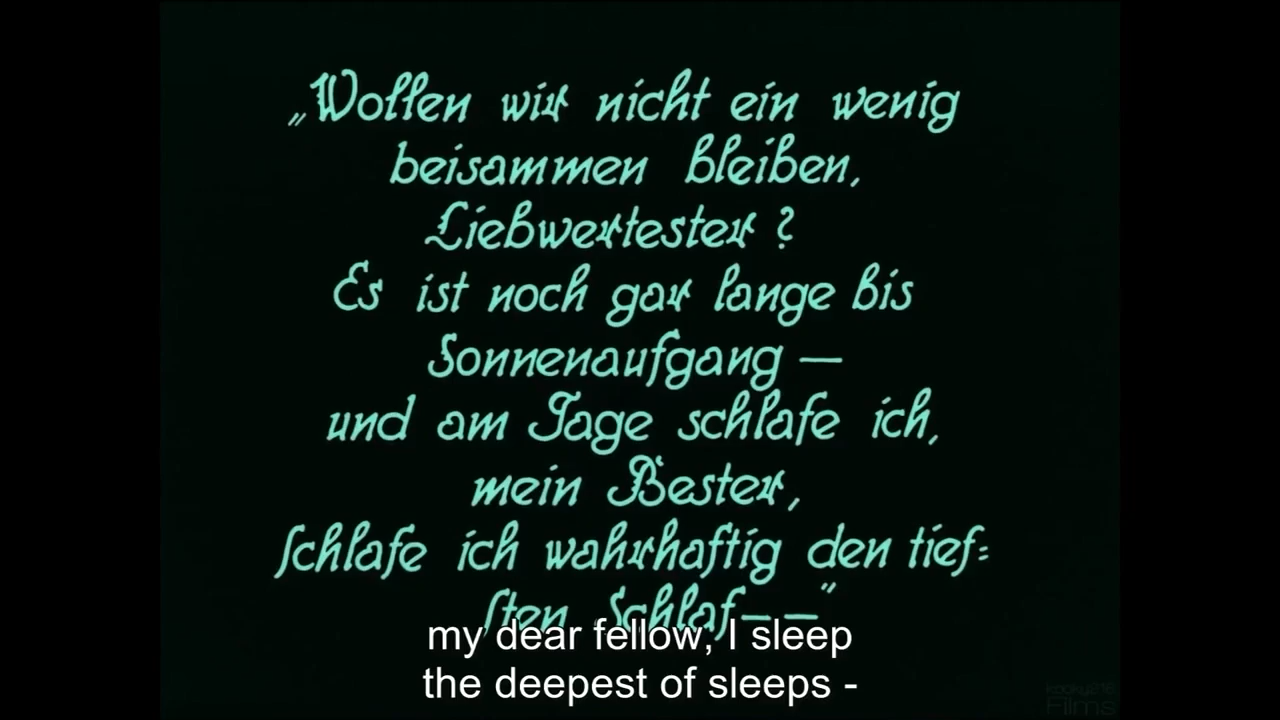 „Wollen wir nicht ein wenig
beisammen bleiben,
Liebwertester?
Es ist noch gar lange bis
Sonnenaufgang —
und am Tage schlafe ich,
mein Bester,
schlafe ich wahrhaftig den tief=
sten Schlaf — —"
my dear fellow, I sleep
the deepest of sleeps -
Films